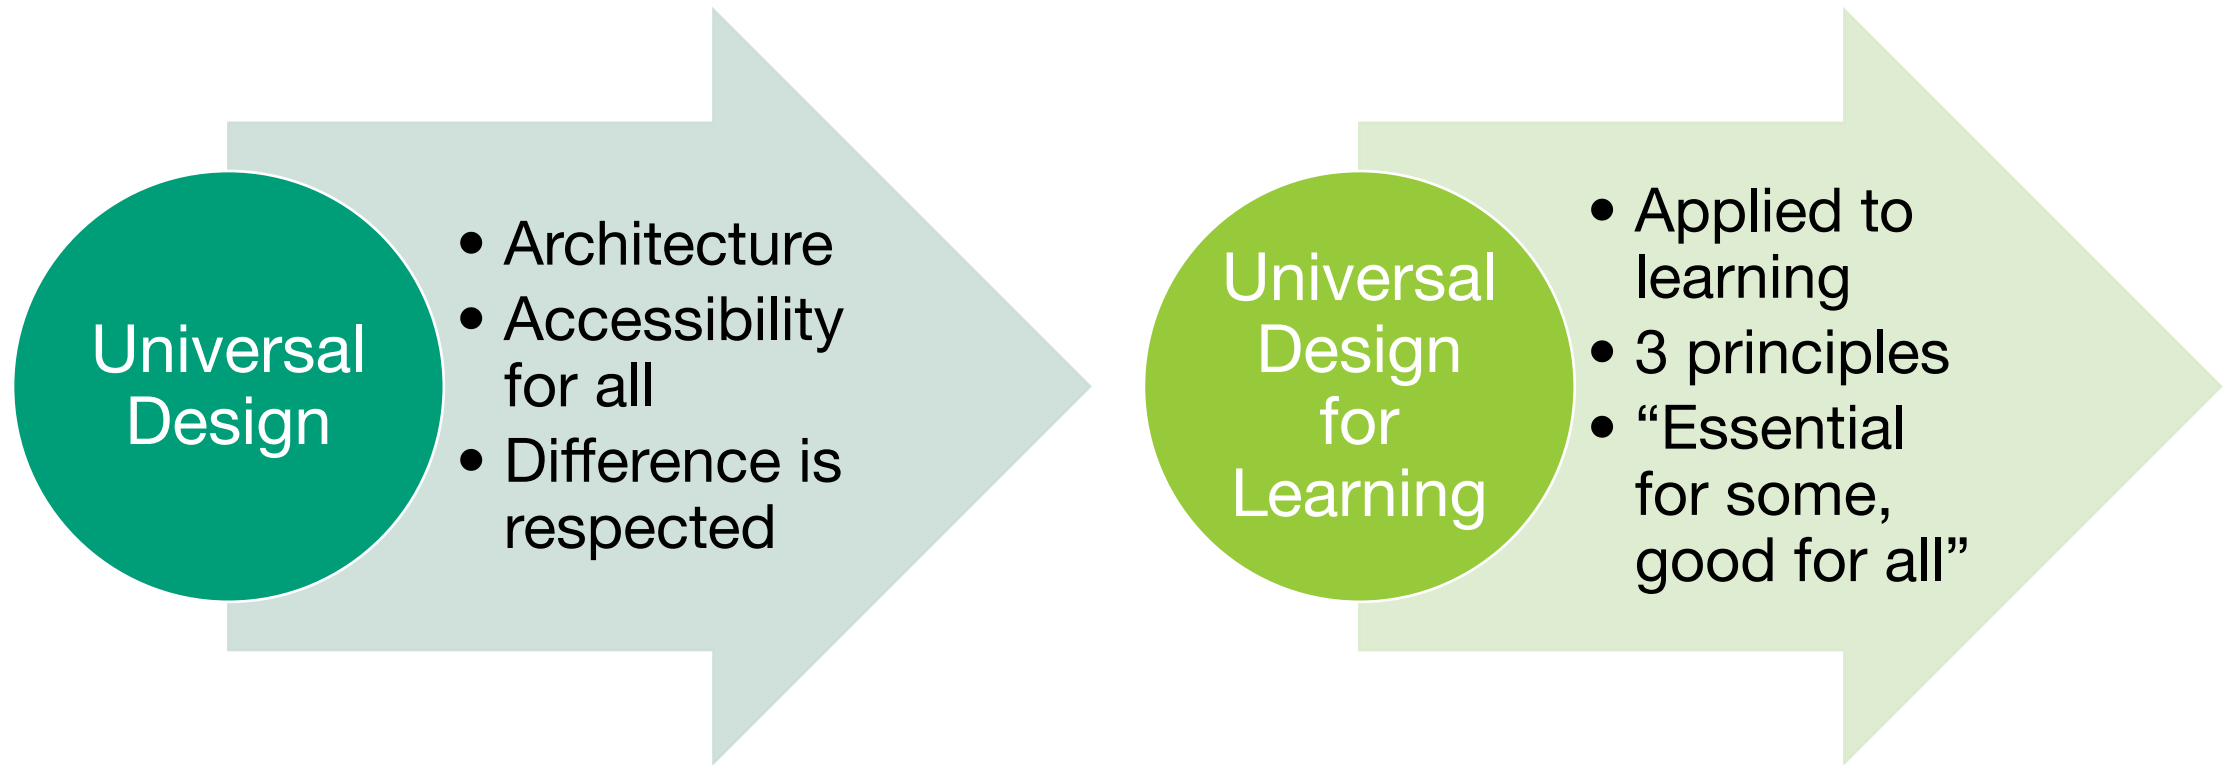 Universal
Design
• Architecture
• Accessibility
for all
• Difference is
respected
Universal
Design
for
Learning
• Applied to
learning
• 3 principles
• “Essential
for some,
good for all”